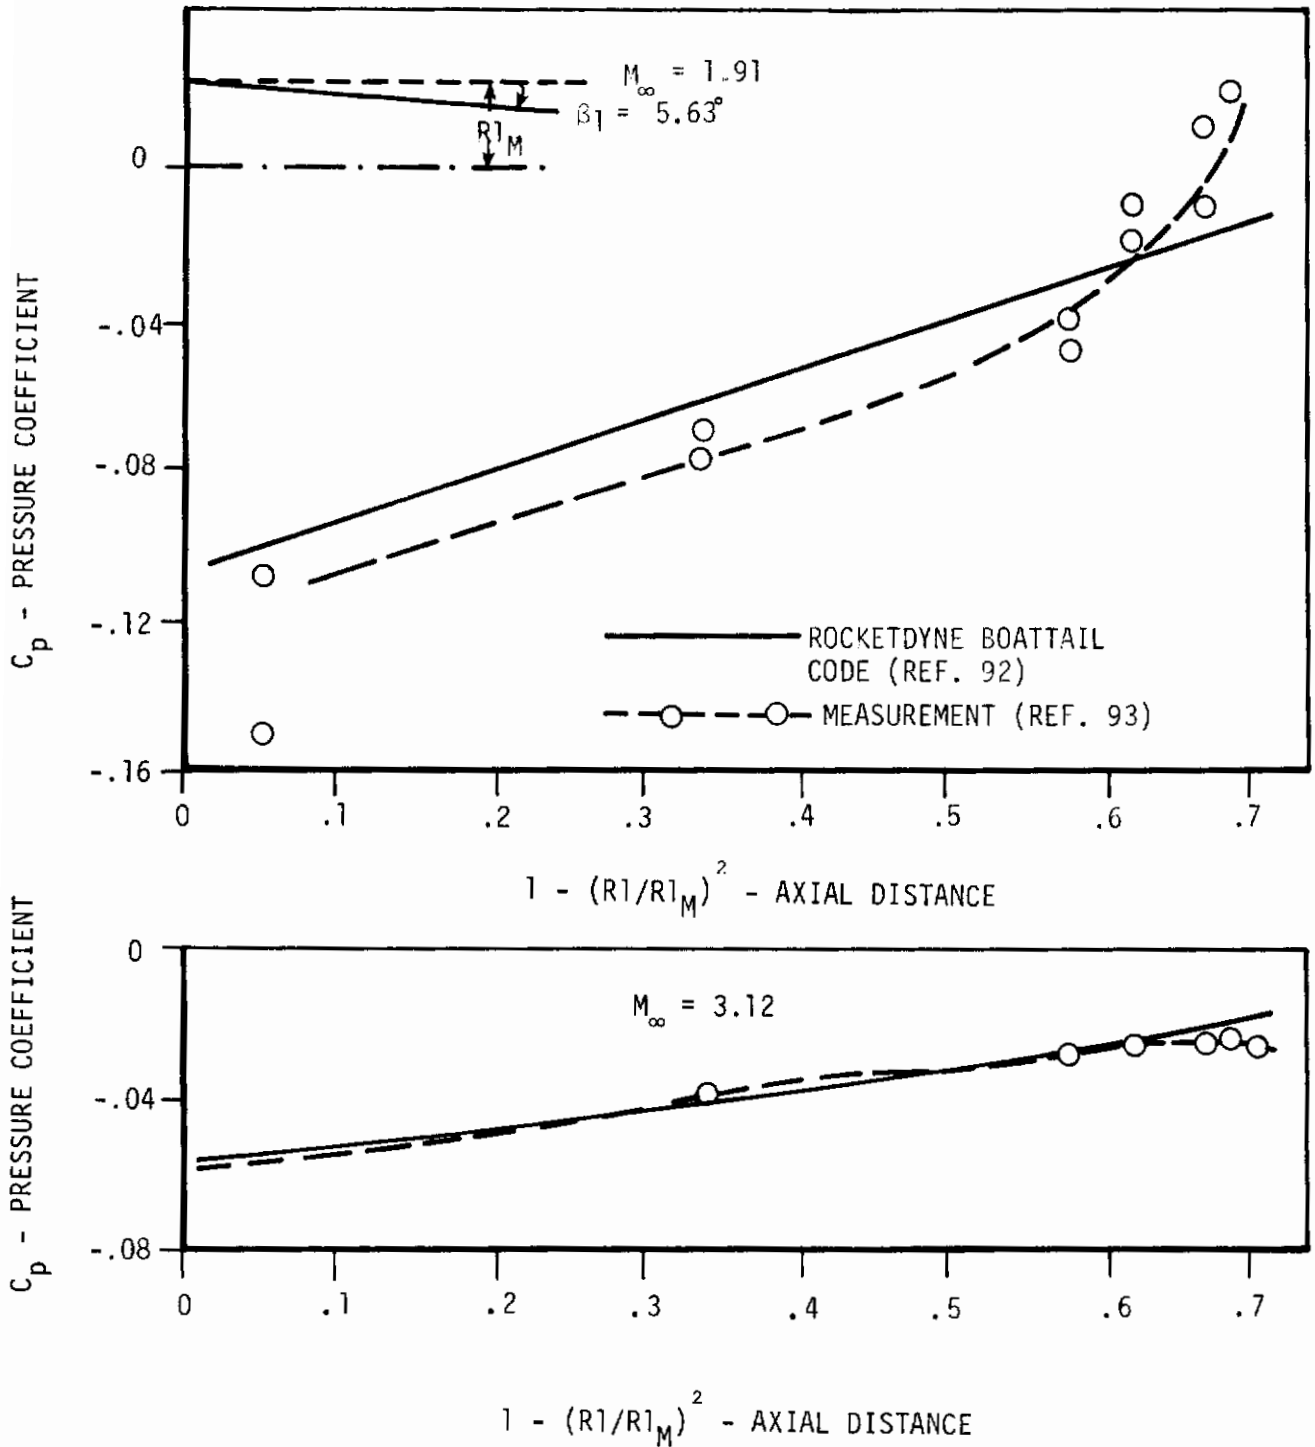 M∞ = 1.91
β1 = 5.63°
R1M
0
-.04
-.08
-.12
-.16
Cp - PRESSURE COEFFICIENT
ROCKETDYNE BOATTAIL
CODE (REF. 92)
MEASUREMENT (REF. 93)
0 .1 .2 .3 .4 .5 .6 .7
1 - (R1/R1M)² - AXIAL DISTANCE
0
-.04
-.08
Cp - PRESSURE COEFFICIENT
M∞ = 3.12
0 .1 .2 .3 .4 .5 .6 .7
1 - (R1/R1M)² - AXIAL DISTANCE